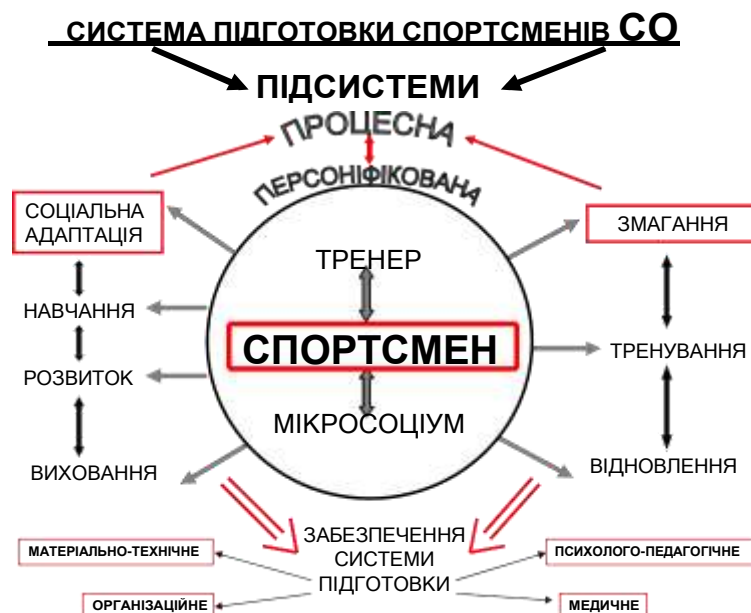 СИСТЕМА ПІДГОТОВКИ СПОРТСМЕНІВ СО
ПІДСИСТЕМИ
ПРОЦЕСНА
ПЕРСОНІФІКОВАНА
СОЦІАЛЬНА
АДАПТАЦІЯ
ЗМАГАННЯ
ТРЕНЕР
НАВЧАННЯ
СПОРТСМЕН
ТРЕНУВАННЯ
РОЗВИТОК
МІКРОСОЦІУМ
ВИХОВАННЯ
ВІДНОВЛЕННЯ
ЗАБЕЗПЕЧЕННЯ
СИСТЕМИ
ПІДГОТОВКИ
МАТЕРІАЛЬНО-ТЕХНІЧНЕ
ПСИХОЛОГО-ПЕДАГОГІЧНЕ
ОРГАНІЗАЦІЙНЕ
МЕДИЧНЕ